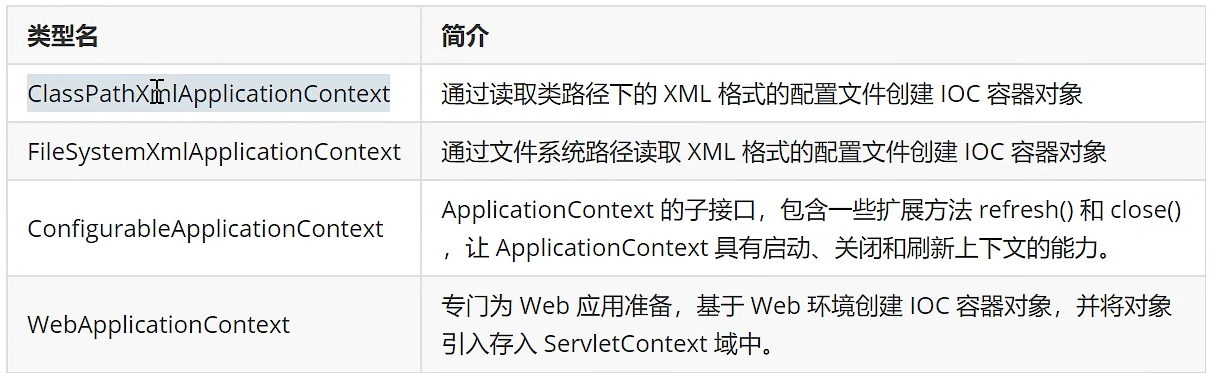 类型名
简介
ClassPathXmlApplicationContext
通过读取类路径下的 XML 格式的配置文件创建 IOC 容器对象
FileSystemXmlApplicationContext
通过文件系统路径读取 XML 格式的配置文件创建 IOC 容器对象
ConfigurableApplicationContext
ApplicationContext 的子接口，包含一些扩展方法 refresh() 和 close()
，让 ApplicationContext 具有启动、关闭和刷新上下文的能力。
WebApplicationContext
专门为 Web 应用准备，基于 Web 环境创建 IOC 容器对象，并将对象
引入存入 ServletContext 域中。